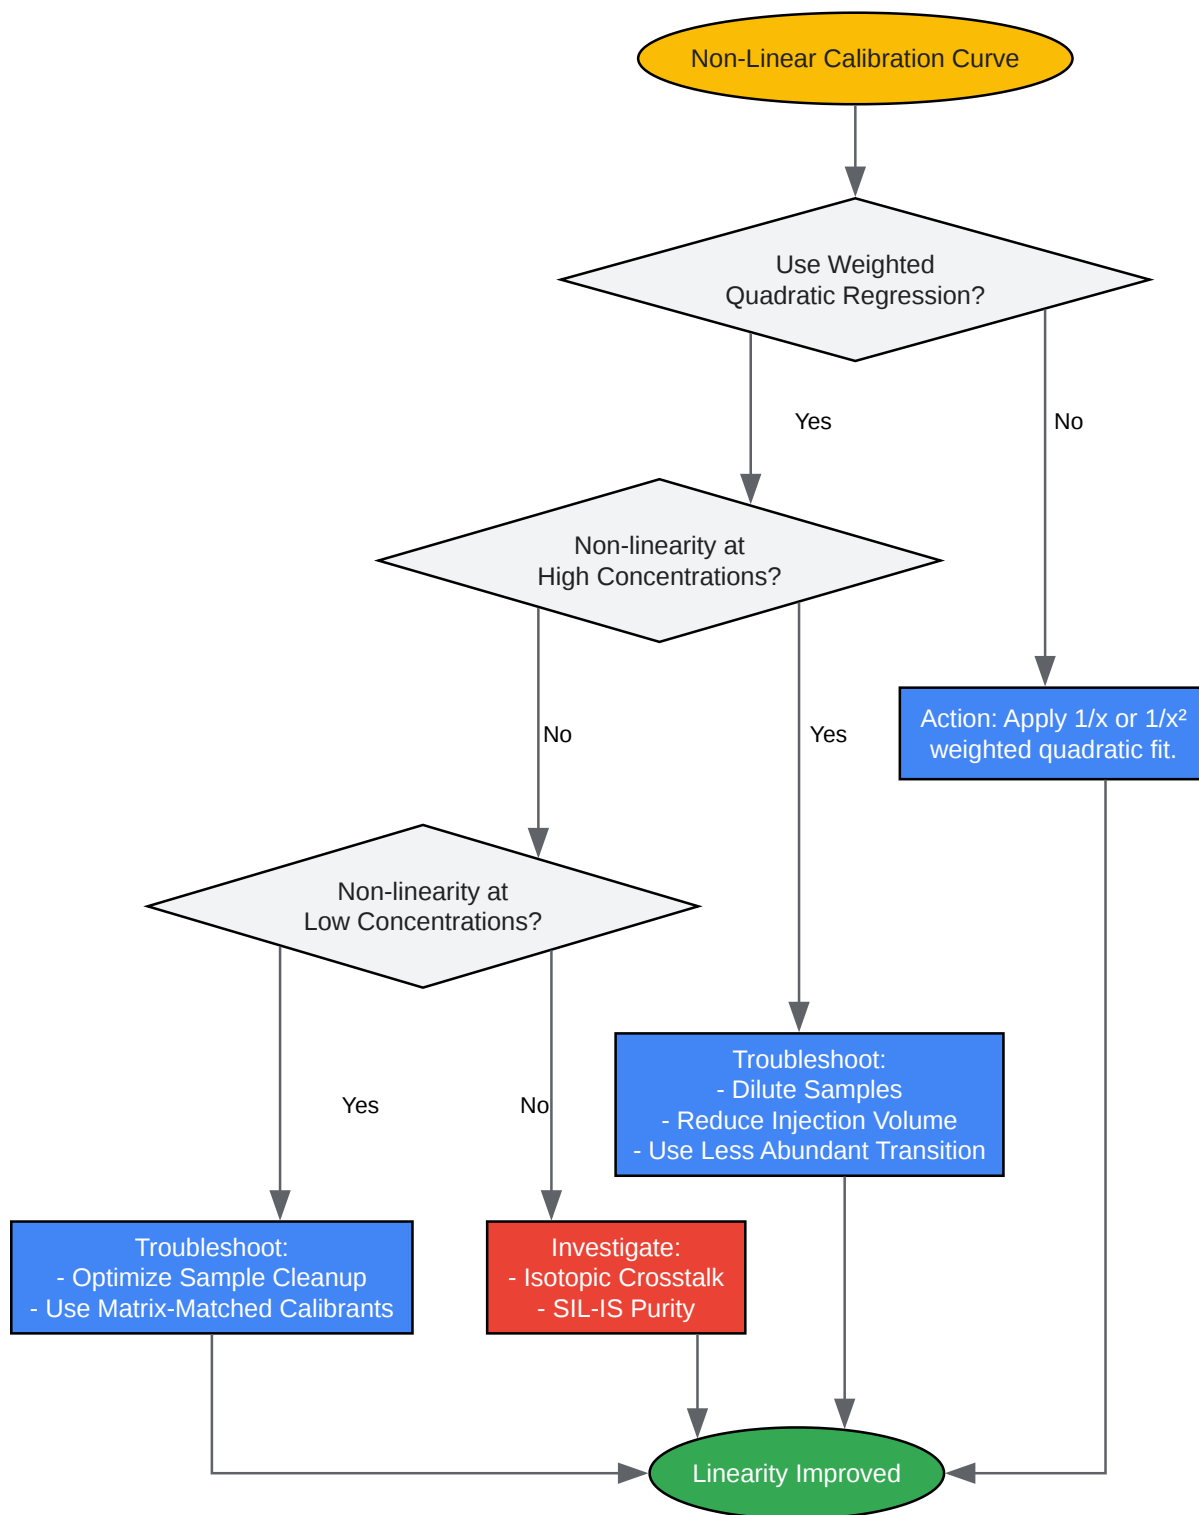 Non-Linear Calibration Curve
Use Weighted
Quadratic Regression?
Yes
No
Non-linearity at
High Concentrations?
Action: Apply 1/x or 1/x²
weighted quadratic fit.
No
Yes
Non-linearity at
Low Concentrations?
Troubleshoot:
- Dilute Samples
- Reduce Injection Volume
- Use Less Abundant Transition
Yes
No
Troubleshoot:
- Optimize Sample Cleanup
- Use Matrix-Matched Calibrants
Investigate:
- Isotopic Crosstalk
- SIL-IS Purity
Linearity Improved